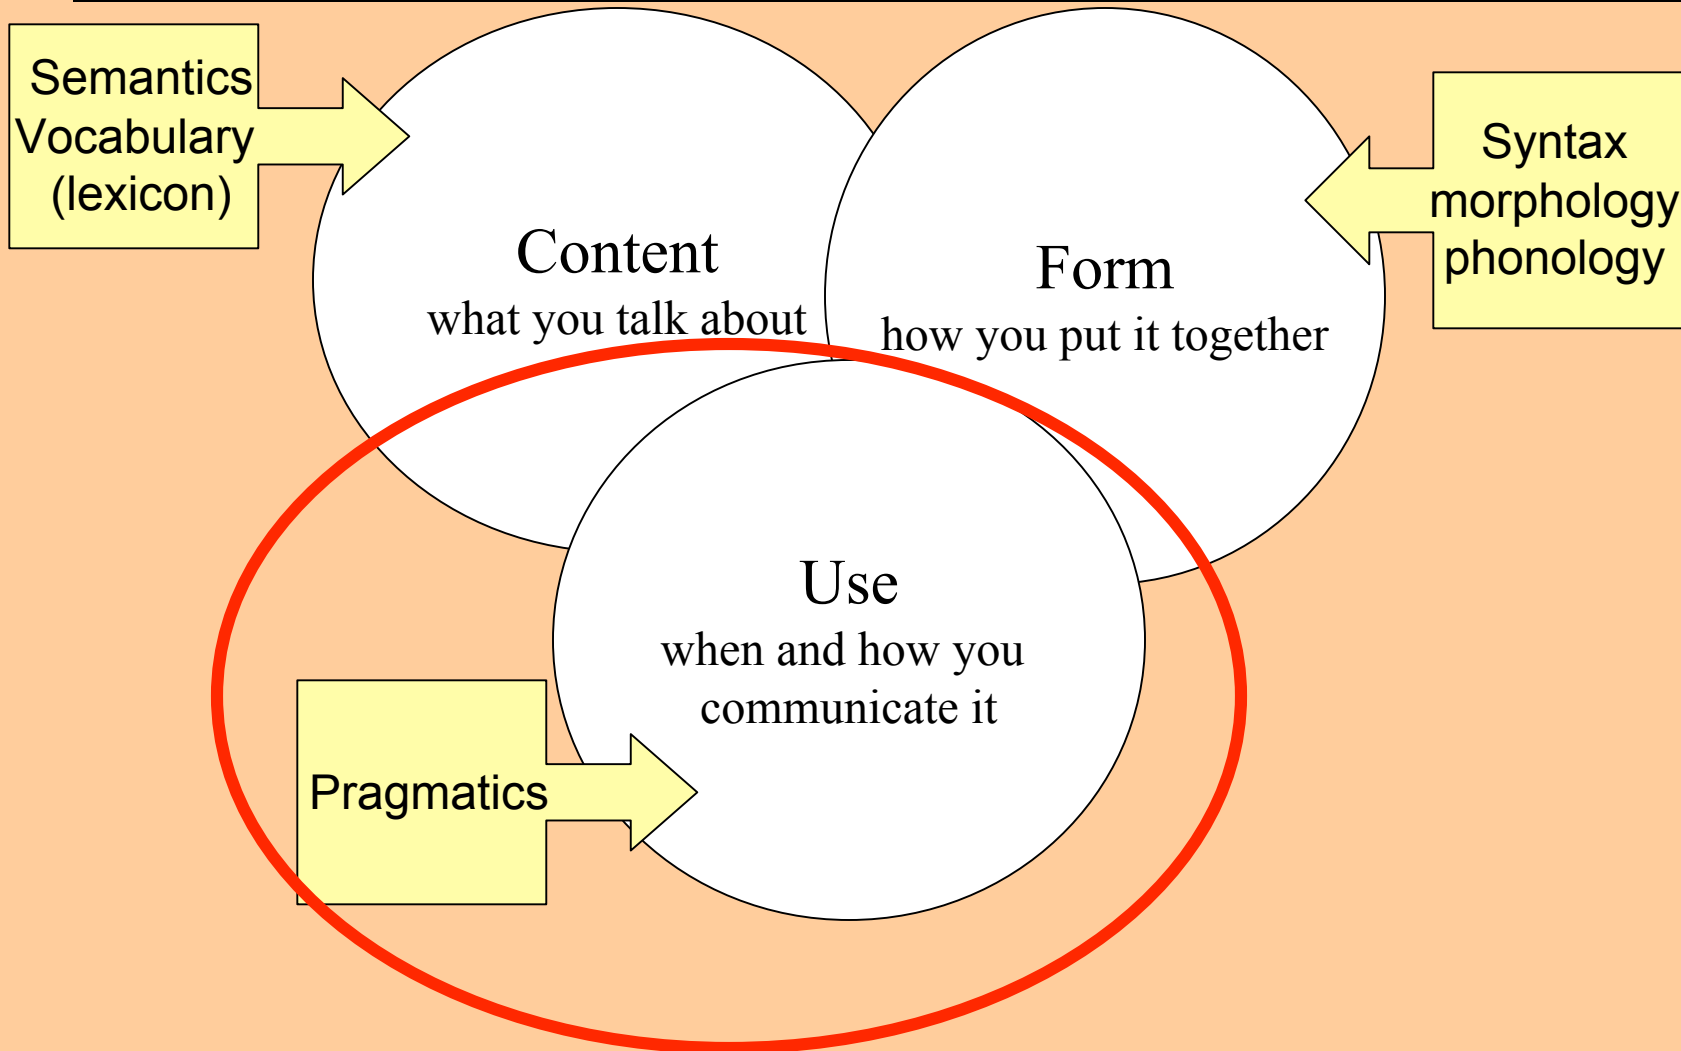 Semantics
Vocabulary
(lexicon)
Content
what you talk about
Form
how you put it together
Syntax
morphology
phonology
Use
when and how you
communicate it
Pragmatics